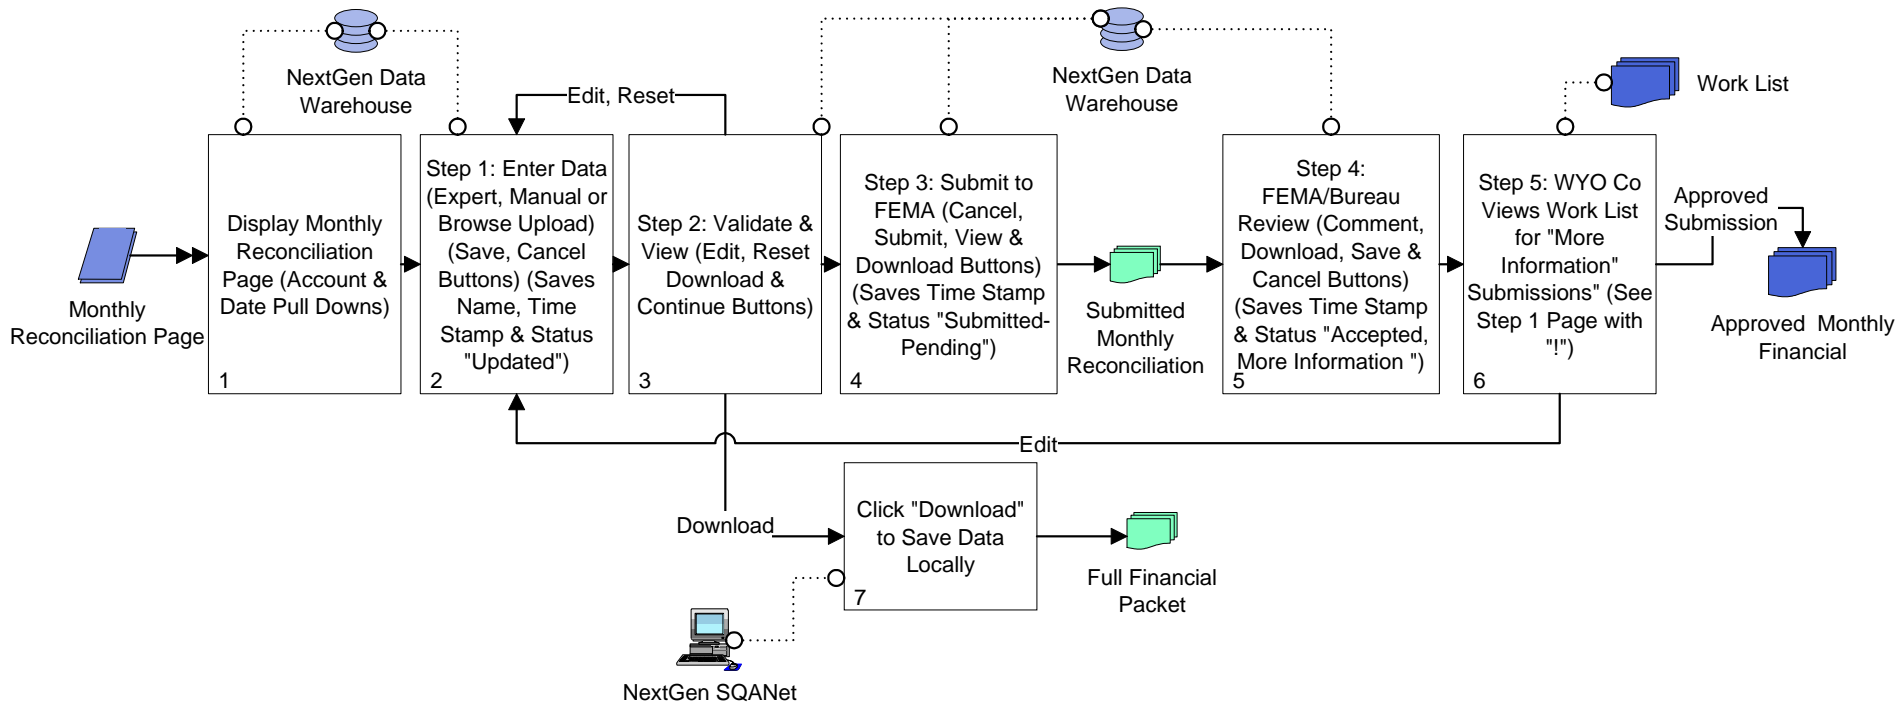 NextGen Data
Warehouse
NextGen Data
Warehouse
Work List
Edit, Reset
Monthly
Reconciliation Page
Display Monthly
Reconciliation
Page (Account &
Date Pull Downs)
1
Step 1: Enter Data
(Expert, Manual or
Browse Upload)
(Save, Cancel
Buttons) (Saves
Name, Time
Stamp & Status
"Updated")
2
Step 2: Validate &
View (Edit, Reset
Download &
Continue Buttons)
3
Step 3: Submit to
FEMA (Cancel,
Submit, View &
Download Buttons)
(Saves Time Stamp
& Status "Submitted-
Pending")
4
Submitted
Monthly
Reconciliation
Step 4:
FEMA/Bureau
Review (Comment,
Download, Save &
Cancel Buttons)
(Saves Time Stamp
& Status "Accepted,
More Information ")
5
Step 5: WYO Co
Views Work List
for "More
Information"
Submissions" (See
Step 1 Page with
"!")
6
Approved
Submission
Approved  Monthly
Financial
Edit
Download
Click "Download"
to Save Data
Locally
7
Full Financial
Packet
NextGen SQANet